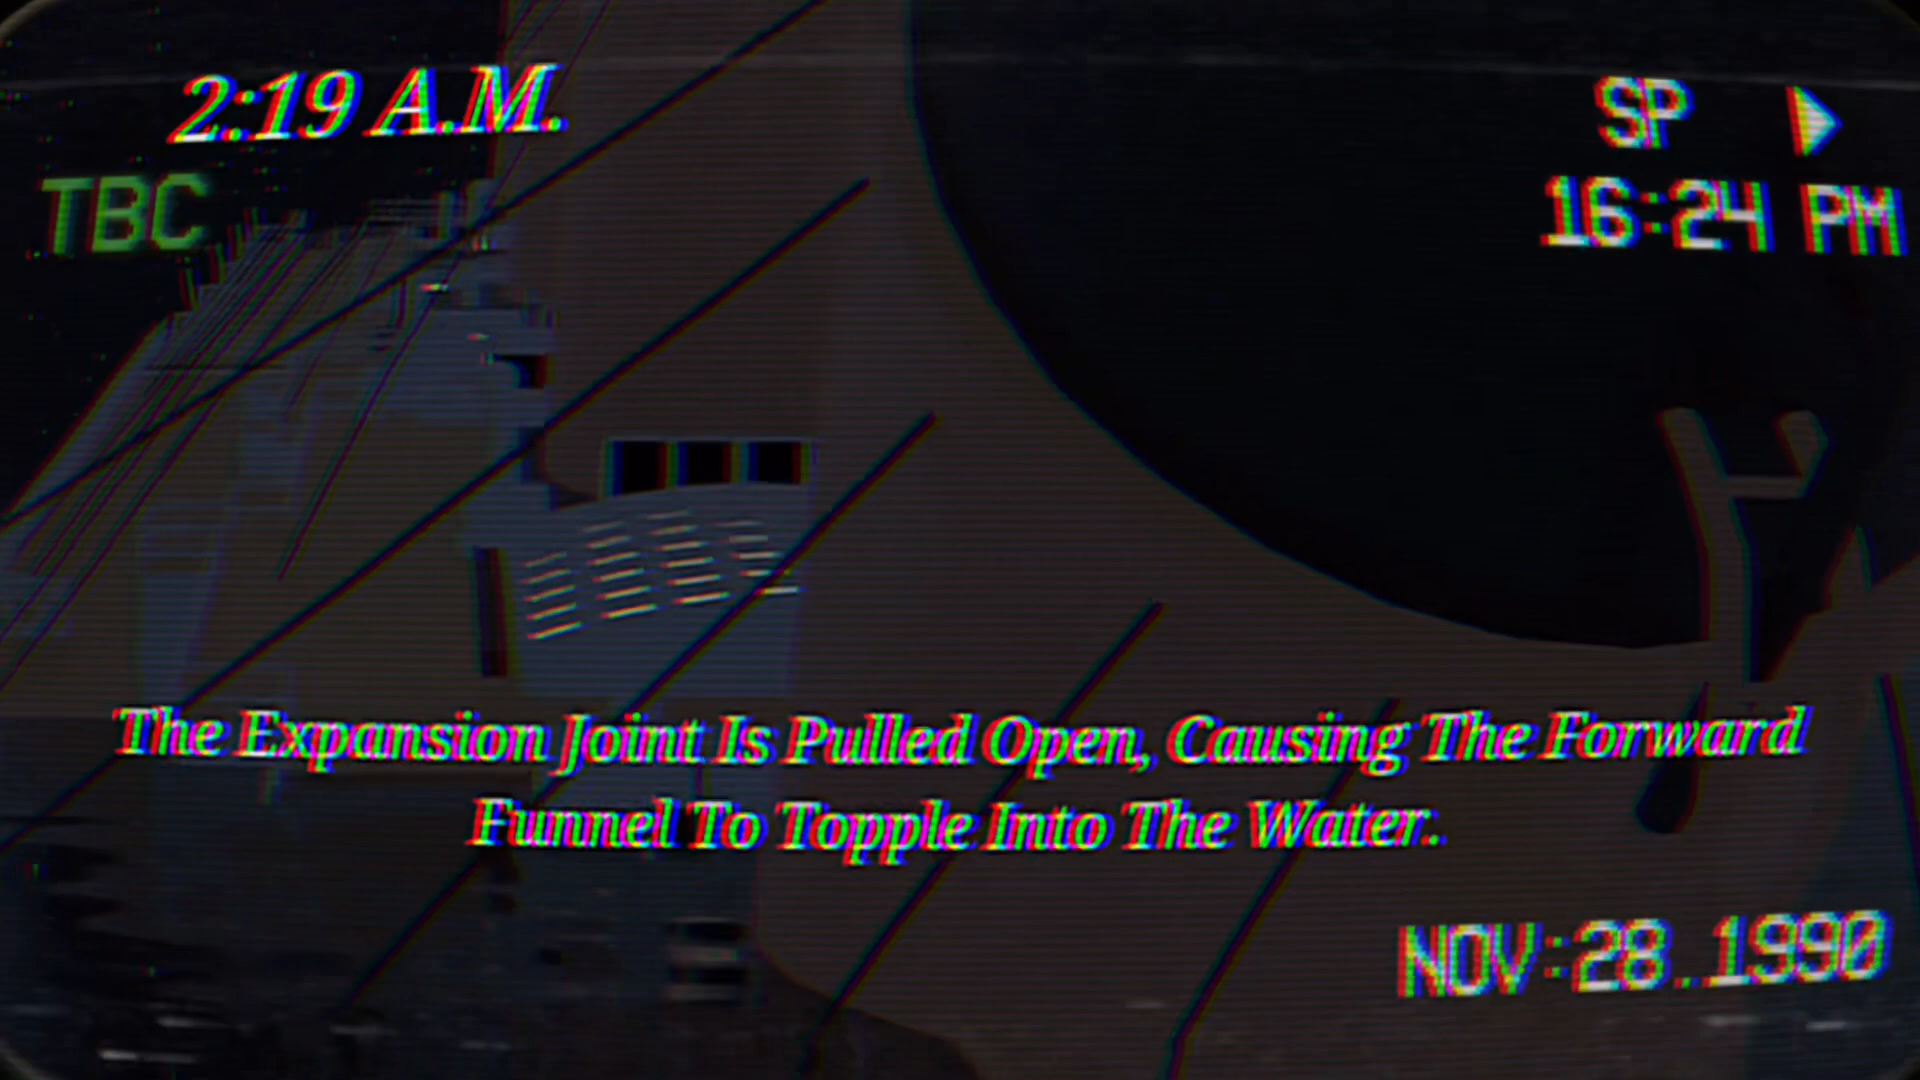 2:19 A.M.
SP
TBC
16:24 PM
The Expansion Joint Is Pulled Open, Causing The Forward
Funnel To Topple Into The Water.
NOV:28.1990